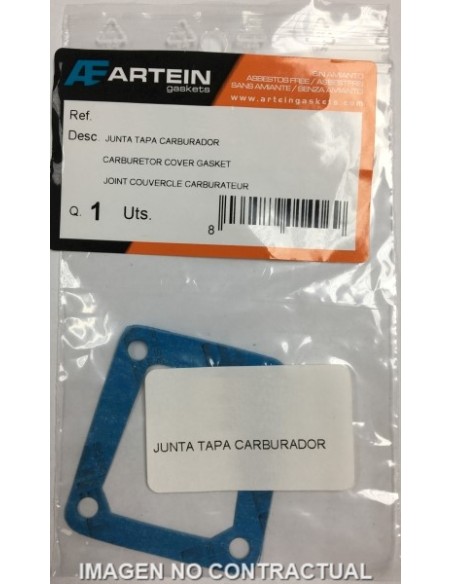 ARTEIN
gaskets
SIN AMIANTO
ASBESTOS FREE / ASBESTFREI
SANS AMIANTE / SENZA AMIANTO
www.arteingaskets.com
Ref.
Desc. JUNTA TAPA CARBURADOR
CARBURETOR COVER GASKET
JOINT COUVERCLE CARBURATEUR
Q. 1 Uts.
8
JUNTA TAPA CARBURADOR
IMAGEN NO CONTRACTUAL